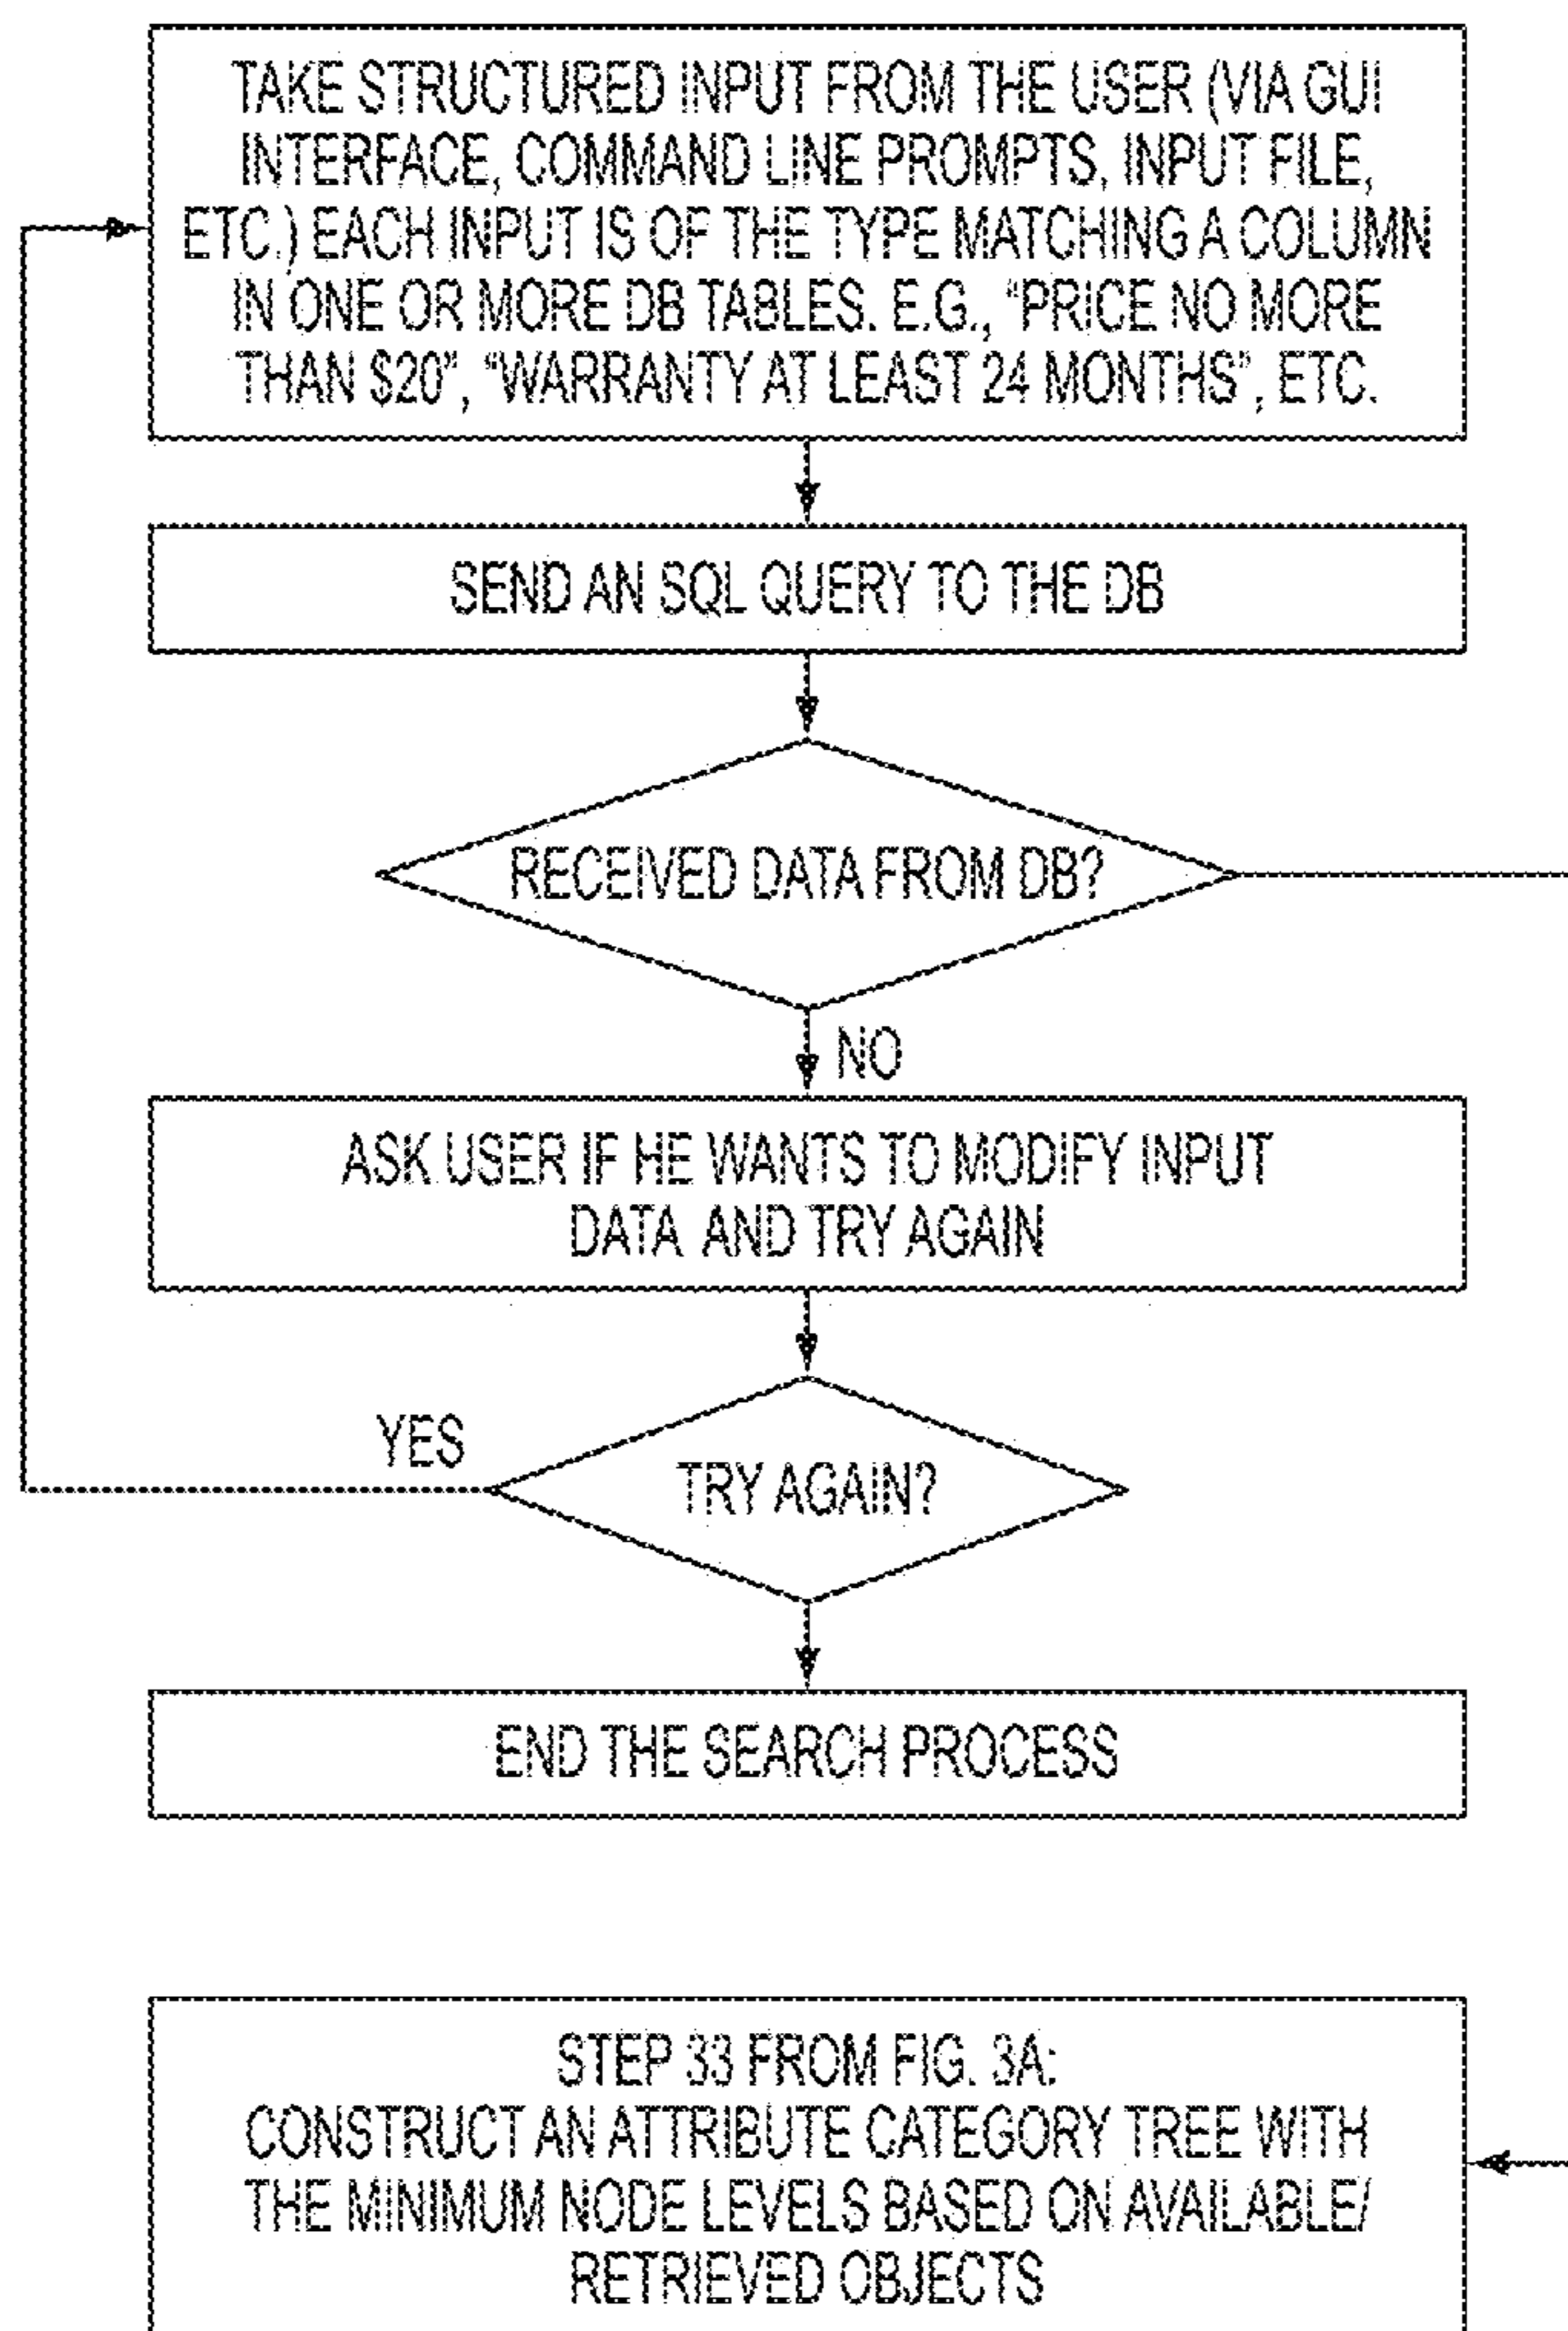 TAKE STRUCTURED INPUT FROM THE USER (VIA GUI
INTERFACE, COMMAND LINE PROMPTS, INPUT FILE,
ETC.) EACH INPUT IS OF THE TYPE MATCHING A COLUMN
IN ONE OR MORE DB TABLES. E.G., "PRICE NO MORE
THAN $20", "WARRANTY AT LEAST 24 MONTHS", ETC.
SEND AN SQL QUERY TO THE DB
RECEIVED DATA FROM DB?
NO
ASK USER IF HE WANTS TO MODIFY INPUT
DATA AND TRY AGAIN
YES
TRY AGAIN?
END THE SEARCH PROCESS
STEP 33 FROM FIG. 3A:
CONSTRUCT AN ATTRIBUTE CATEGORY TREE WITH
THE MINIMUM NODE LEVELS BASED ON AVAILABLE/
RETRIEVED OBJECTS